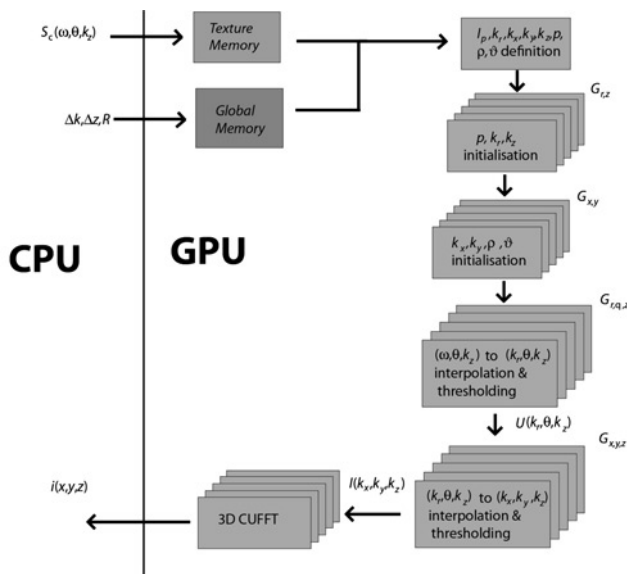 S_c(ω,θ,k_z)
Texture
Memory
I_p,k_r,k_x,k_y,k_z,p,
ρ,ϑ definition
Δk,Δz,R
Global
Memory
G_r,z
p, k_r,k_z
initialisation
G_x,y
k_x,k_y,ρ ,ϑ
initialisation
CPU
GPU
G_r,q,z
(ω,θ,k_z) to (k_r,θ,k_z)
interpolation &
thresholding
U(k_r,θ,k_z)
G_x,y,z
(k_r,θ,k_z) to (k_x,k_y,k_z)
interpolation &
thresholding
I(k_x,k_y,k_z)
3D CUFFT
i(x,y,z)